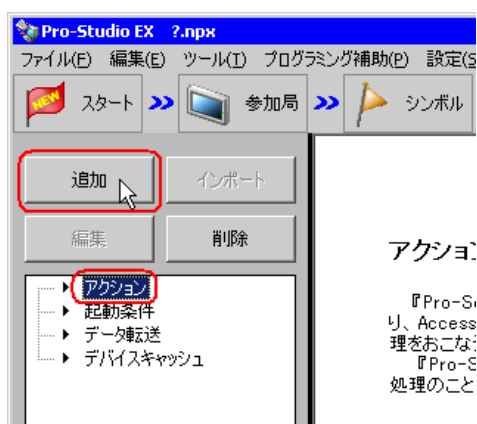 Pro-Studio EX ?.npx
ファイル(F) 編集(E) ツール(T) プログラミング補助(P) 設定(S
NEW スタート 参加局 シンボル
追加 インポート
編集 削除
アクション
起動条件
データ転送
デバイスキャッシュ
アクション
『Pro-S
り、Access
理をおこな
『Pro-S
処理のこと